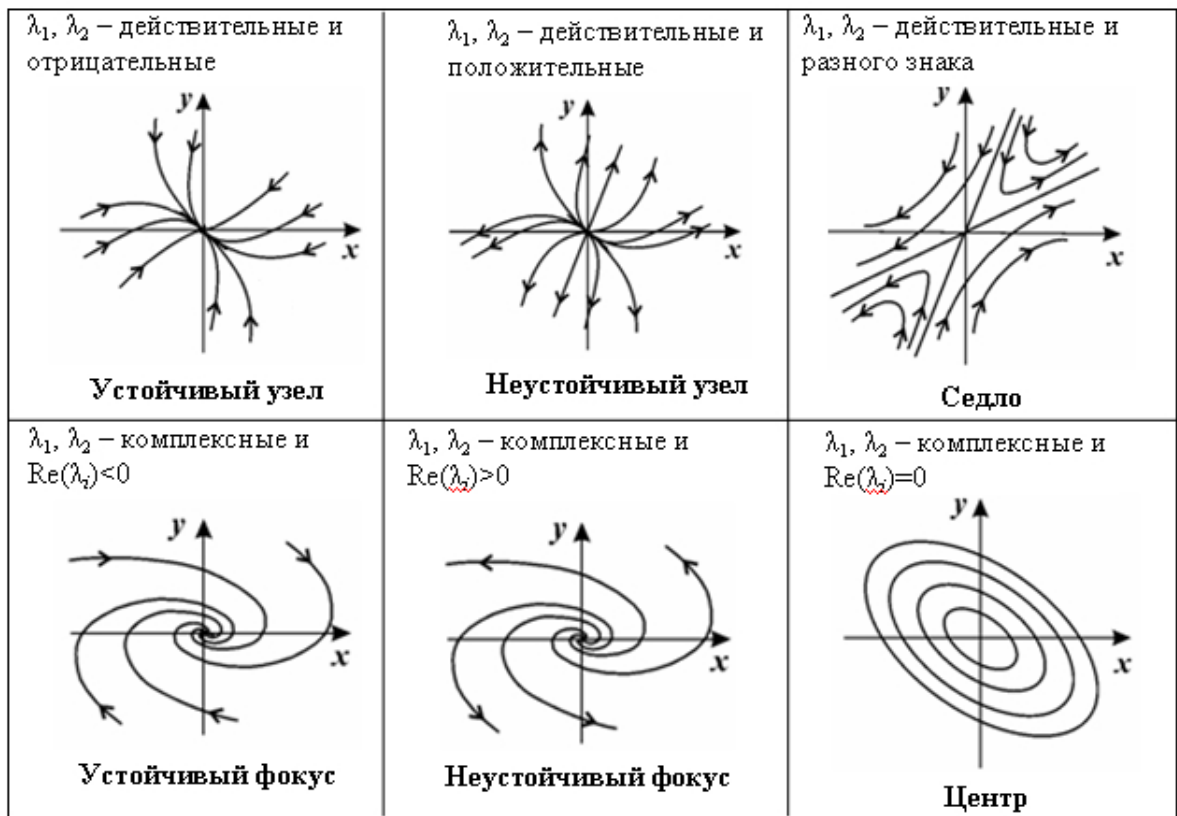 λ₁, λ₂ – действительные и
отрицательные
y
x
Устойчивый узел
λ₁, λ₂ – действительные и
положительные
y
x
Неустойчивый узел
λ₁, λ₂ – действительные и
разного знака
y
x
Седло
λ₁, λ₂ – комплексные и
Re(λᵢ)<0
y
x
Устойчивый фокус
λ₁, λ₂ – комплексные и
Re(λᵢ)>0
y
x
Неустойчивый фокус
λ₁, λ₂ – комплексные и
Re(λᵢ)=0
y
x
Центр